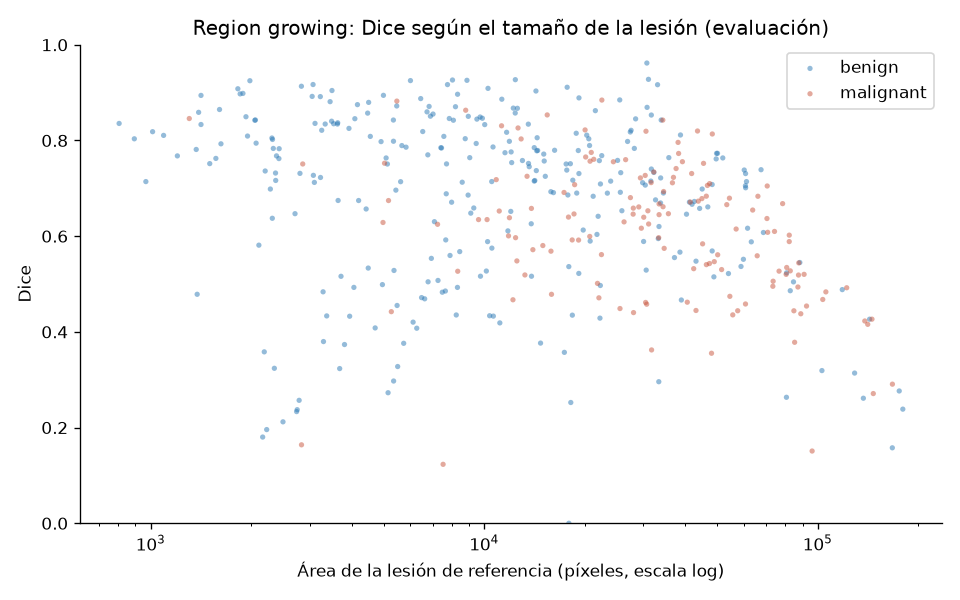 Region growing: Dice según el tamaño de la lesión (evaluación)
benign
malignant
1.0
0.8
0.6
0.4
0.2
0.0
Dice
10³
10⁴
10⁵
Área de la lesión de referencia (píxeles, escala log)